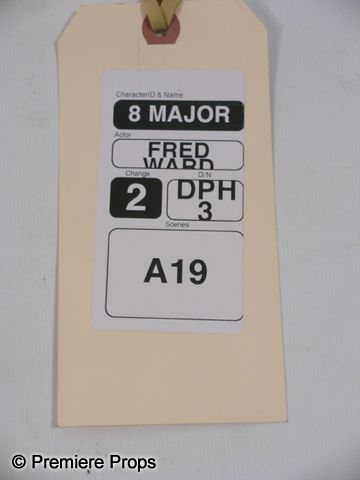 CharacterID & Name
8 MAJOR
Actor
FRED
WARD
Change
D/N
2
DPH
3
Scenes
A19
© Premiere Props